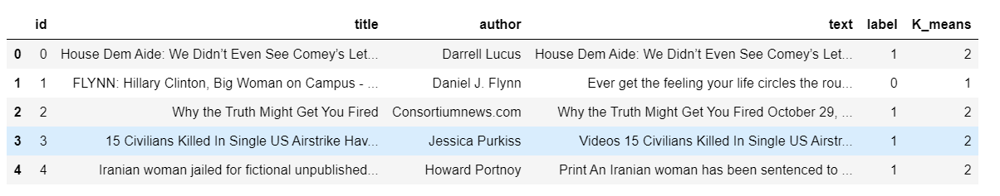 id title author text label K_means
0 0 House Dem Aide: We Didn’t Even See Comey’s Let... Darrell Lucus House Dem Aide: We Didn’t Even See Comey’s Let... 1 2
1 1 FLYNN: Hillary Clinton, Big Woman on Campus - ... Daniel J. Flynn Ever get the feeling your life circles the rou... 0 1
2 2 Why the Truth Might Get You Fired Consortiumnews.com Why the Truth Might Get You Fired October 29, ... 1 2
3 3 15 Civilians Killed In Single US Airstrike Hav... Jessica Purkiss Videos 15 Civilians Killed In Single US Airstr... 1 2
4 4 Iranian woman jailed for fictional unpublished... Howard Portnoy Print An Iranian woman has been sentenced to ... 1 2